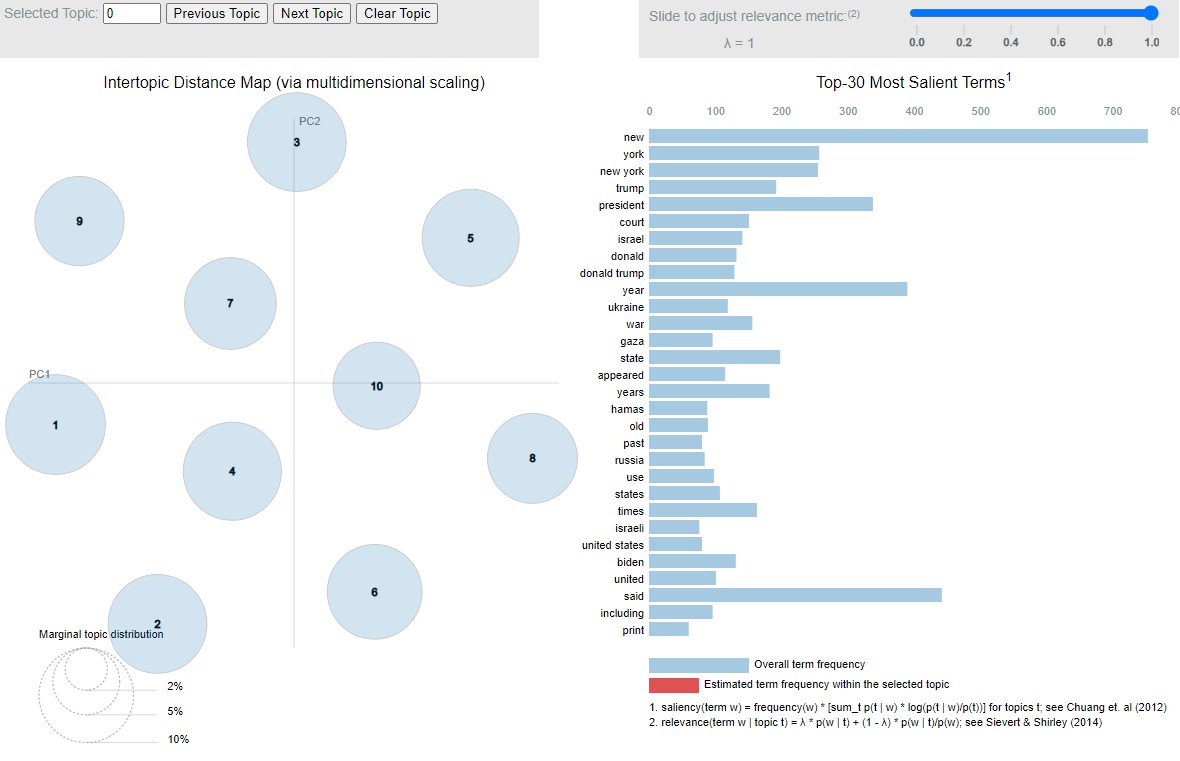 Selected Topic: 0 Previous Topic Next Topic Clear Topic
Slide to adjust relevance metric:(2)
λ = 1
0.0 0.2 0.4 0.6 0.8 1.0
Intertopic Distance Map (via multidimensional scaling)
PC2
3
9
5
7
PC1
10
1
8
4
6
2
Marginal topic distribution
2%
5%
10%
Top-30 Most Salient Terms1
0 100 200 300 400 500 600 700 80
new
york
new york
trump
president
court
israel
donald
donald trump
year
ukraine
war
gaza
state
appeared
years
hamas
old
past
russia
use
states
times
israeli
united states
biden
united
said
including
print
Overall term frequency
Estimated term frequency within the selected topic
1. saliency(term w) = frequency(w) * [sum_t p(t | w) * log(p(t | w)/p(t))] for topics t; see Chuang et. al (2012)
2. relevance(term w | topic t) = λ * p(w | t) + (1 - λ) * p(w | t)/p(w); see Sievert & Shirley (2014)